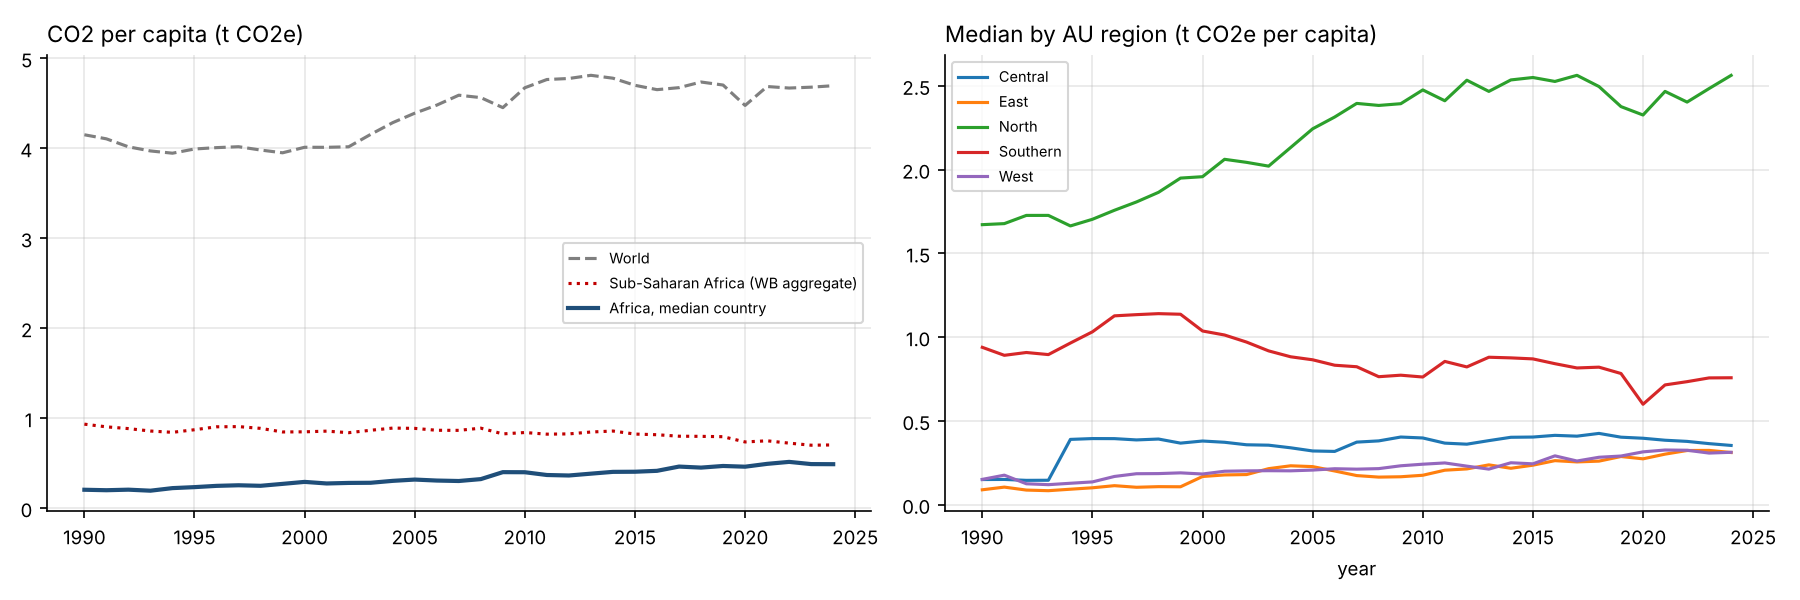 CO2 per capita (t CO2e)
5
4
3
2
1
0
World
Sub-Saharan Africa (WB aggregate)
Africa, median country
1990 1995 2000 2005 2010 2015 2020 2025
Median by AU region (t CO2e per capita)
Central
East
North
Southern
West
2.5
2.0
1.5
1.0
0.5
0.0
1990 1995 2000 2005 2010 2015 2020 2025
year